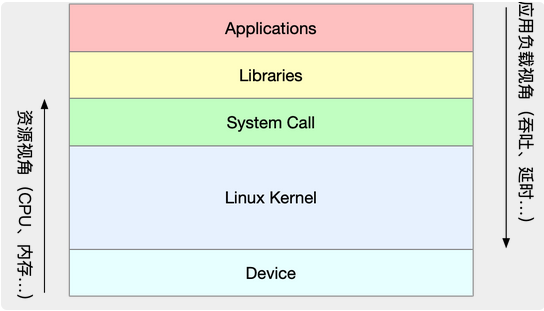 Applications
Libraries
System Call
Linux Kernel
Device
资源视角（CPU、内存...）
应用负载视角（吞吐、延时...）